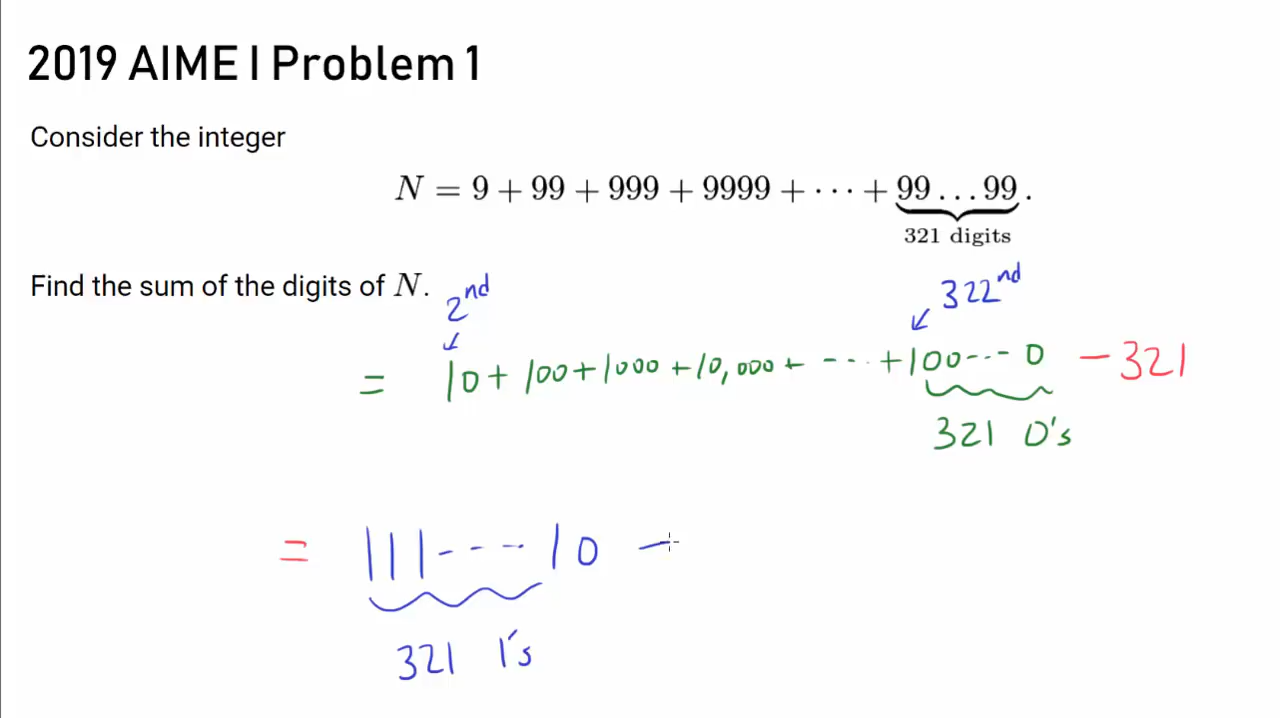 2019 AIME I Problem 1
Consider the integer
N = 9 + 99 + 999 + 9999 + ⋯ + 99 … 99 .
321 digits
Find the sum of the digits of N.
2nd
322nd
= 10 + 100 + 1000 + 10,000 + --- + 100--- 0 - 321
321 0's
= 111---- 10 -
321 1's